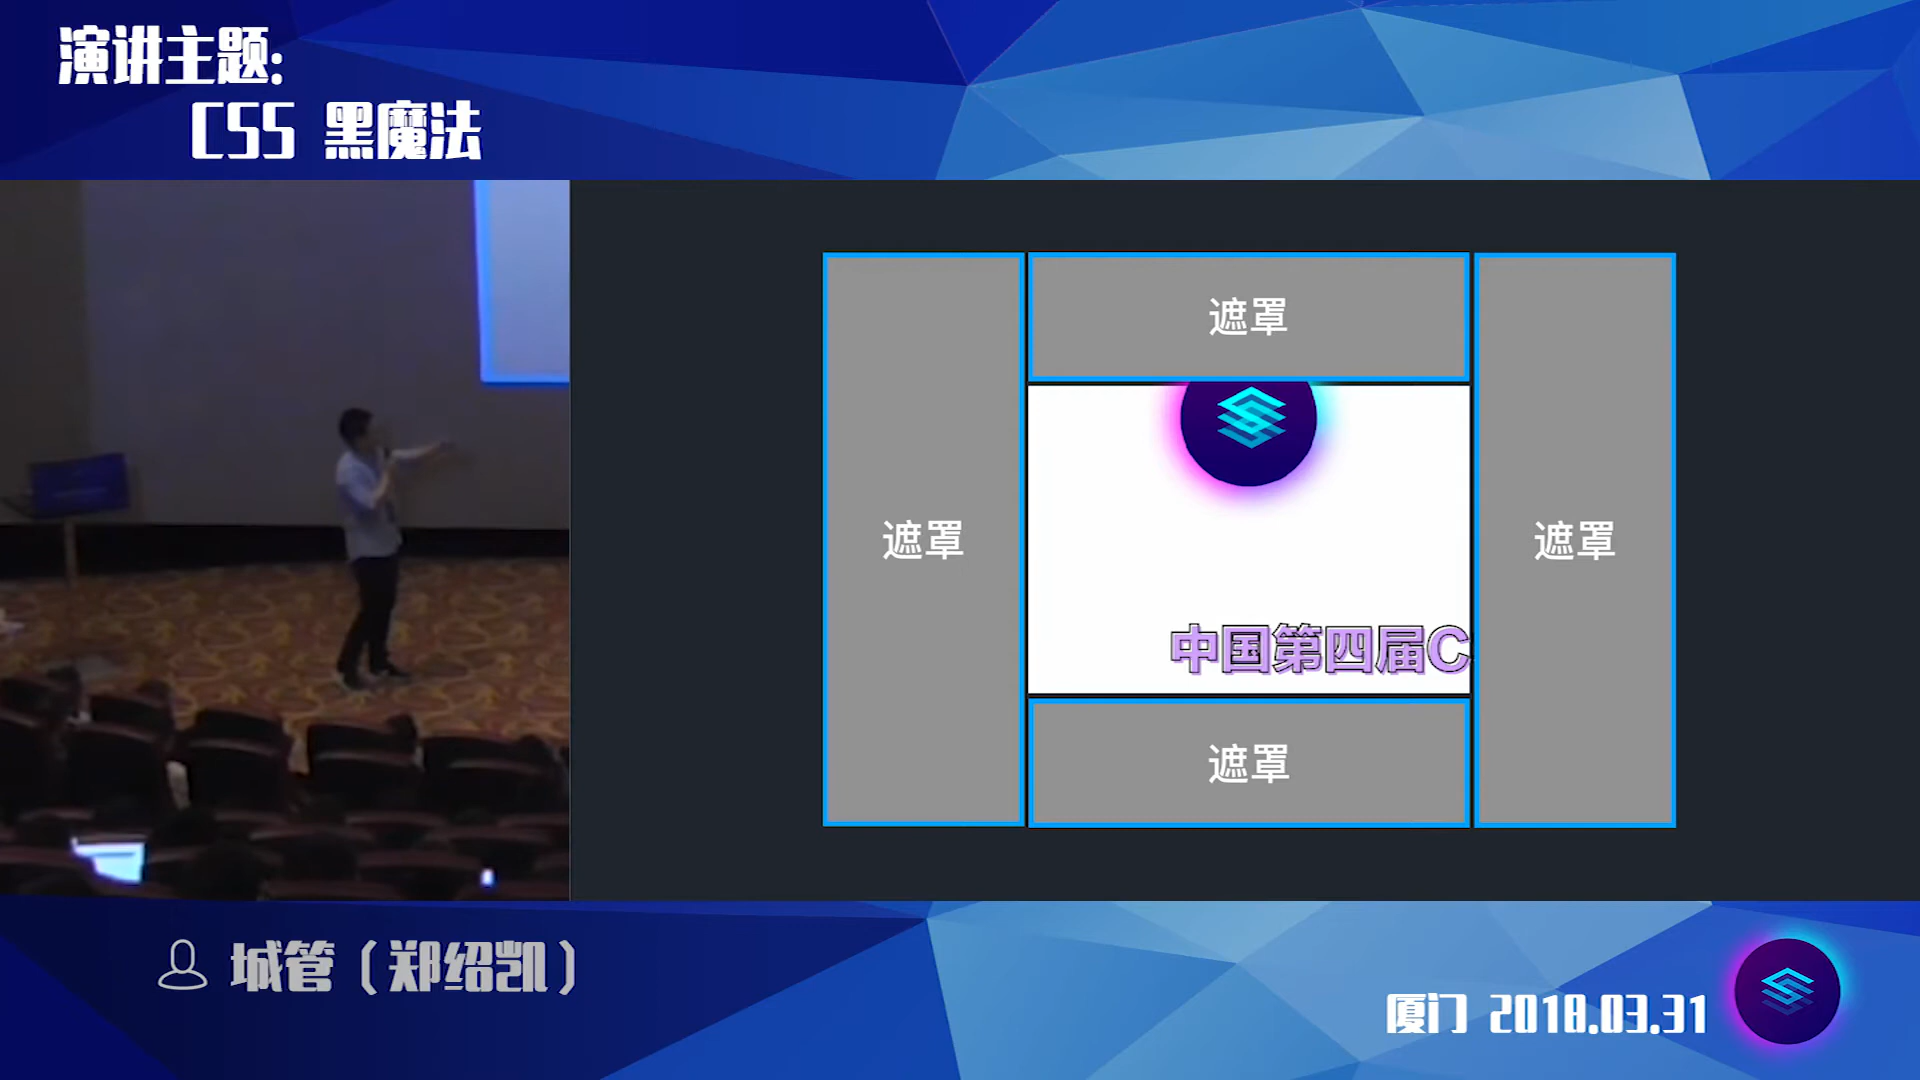 演讲主题:
CSS 黑魔法
遮罩
遮罩
遮罩
中国第四届C
遮罩
城管（郑绍凯）
厦门 2018.03.31